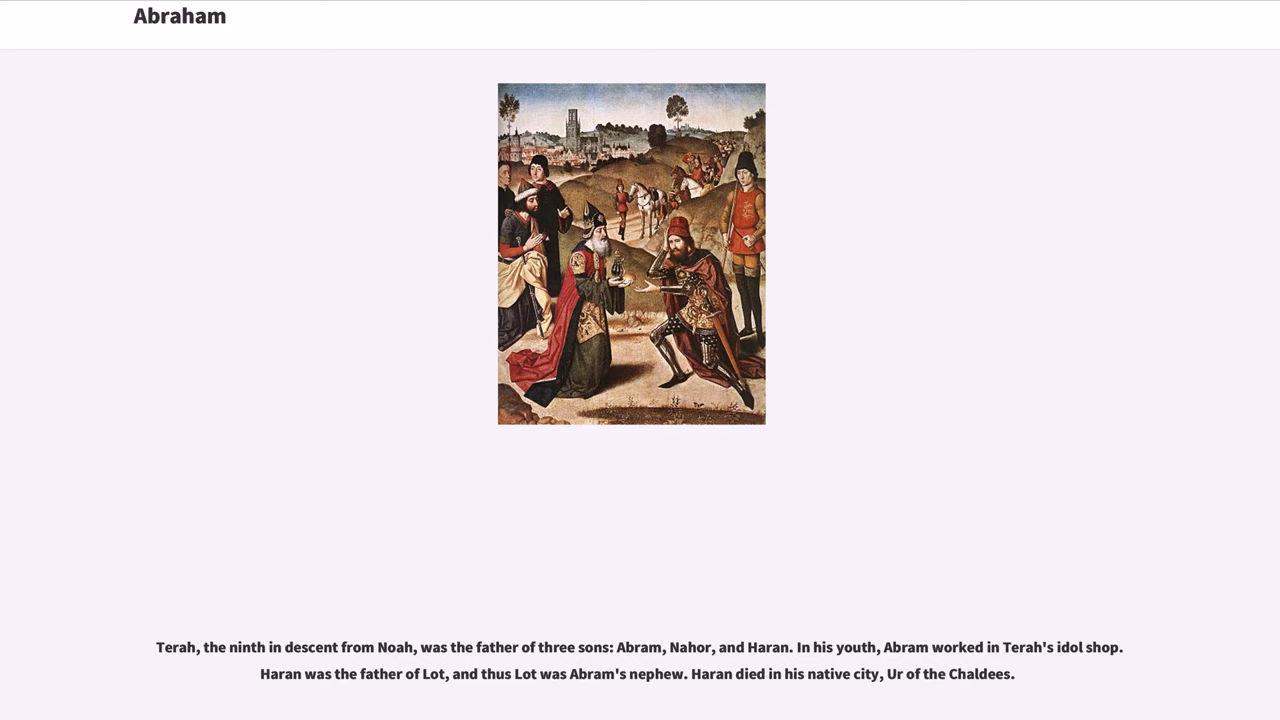 Abraham
Terah, the ninth in descent from Noah, was the father of three sons: Abram, Nahor, and Haran. In his youth, Abram worked in Terah's idol shop.
Haran was the father of Lot, and thus Lot was Abram's nephew. Haran died in his native city, Ur of the Chaldees.